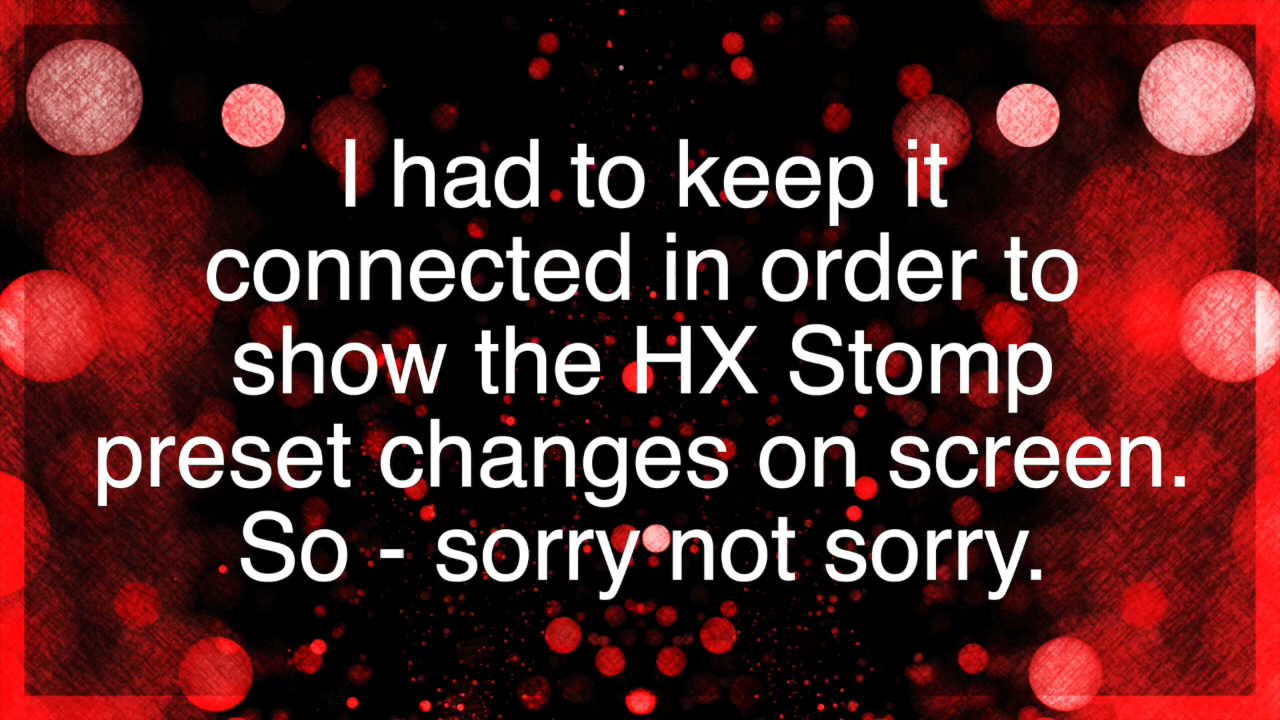 I had to keep it
connected in order to
show the HX Stomp
preset changes on screen.
So - sorry not sorry.